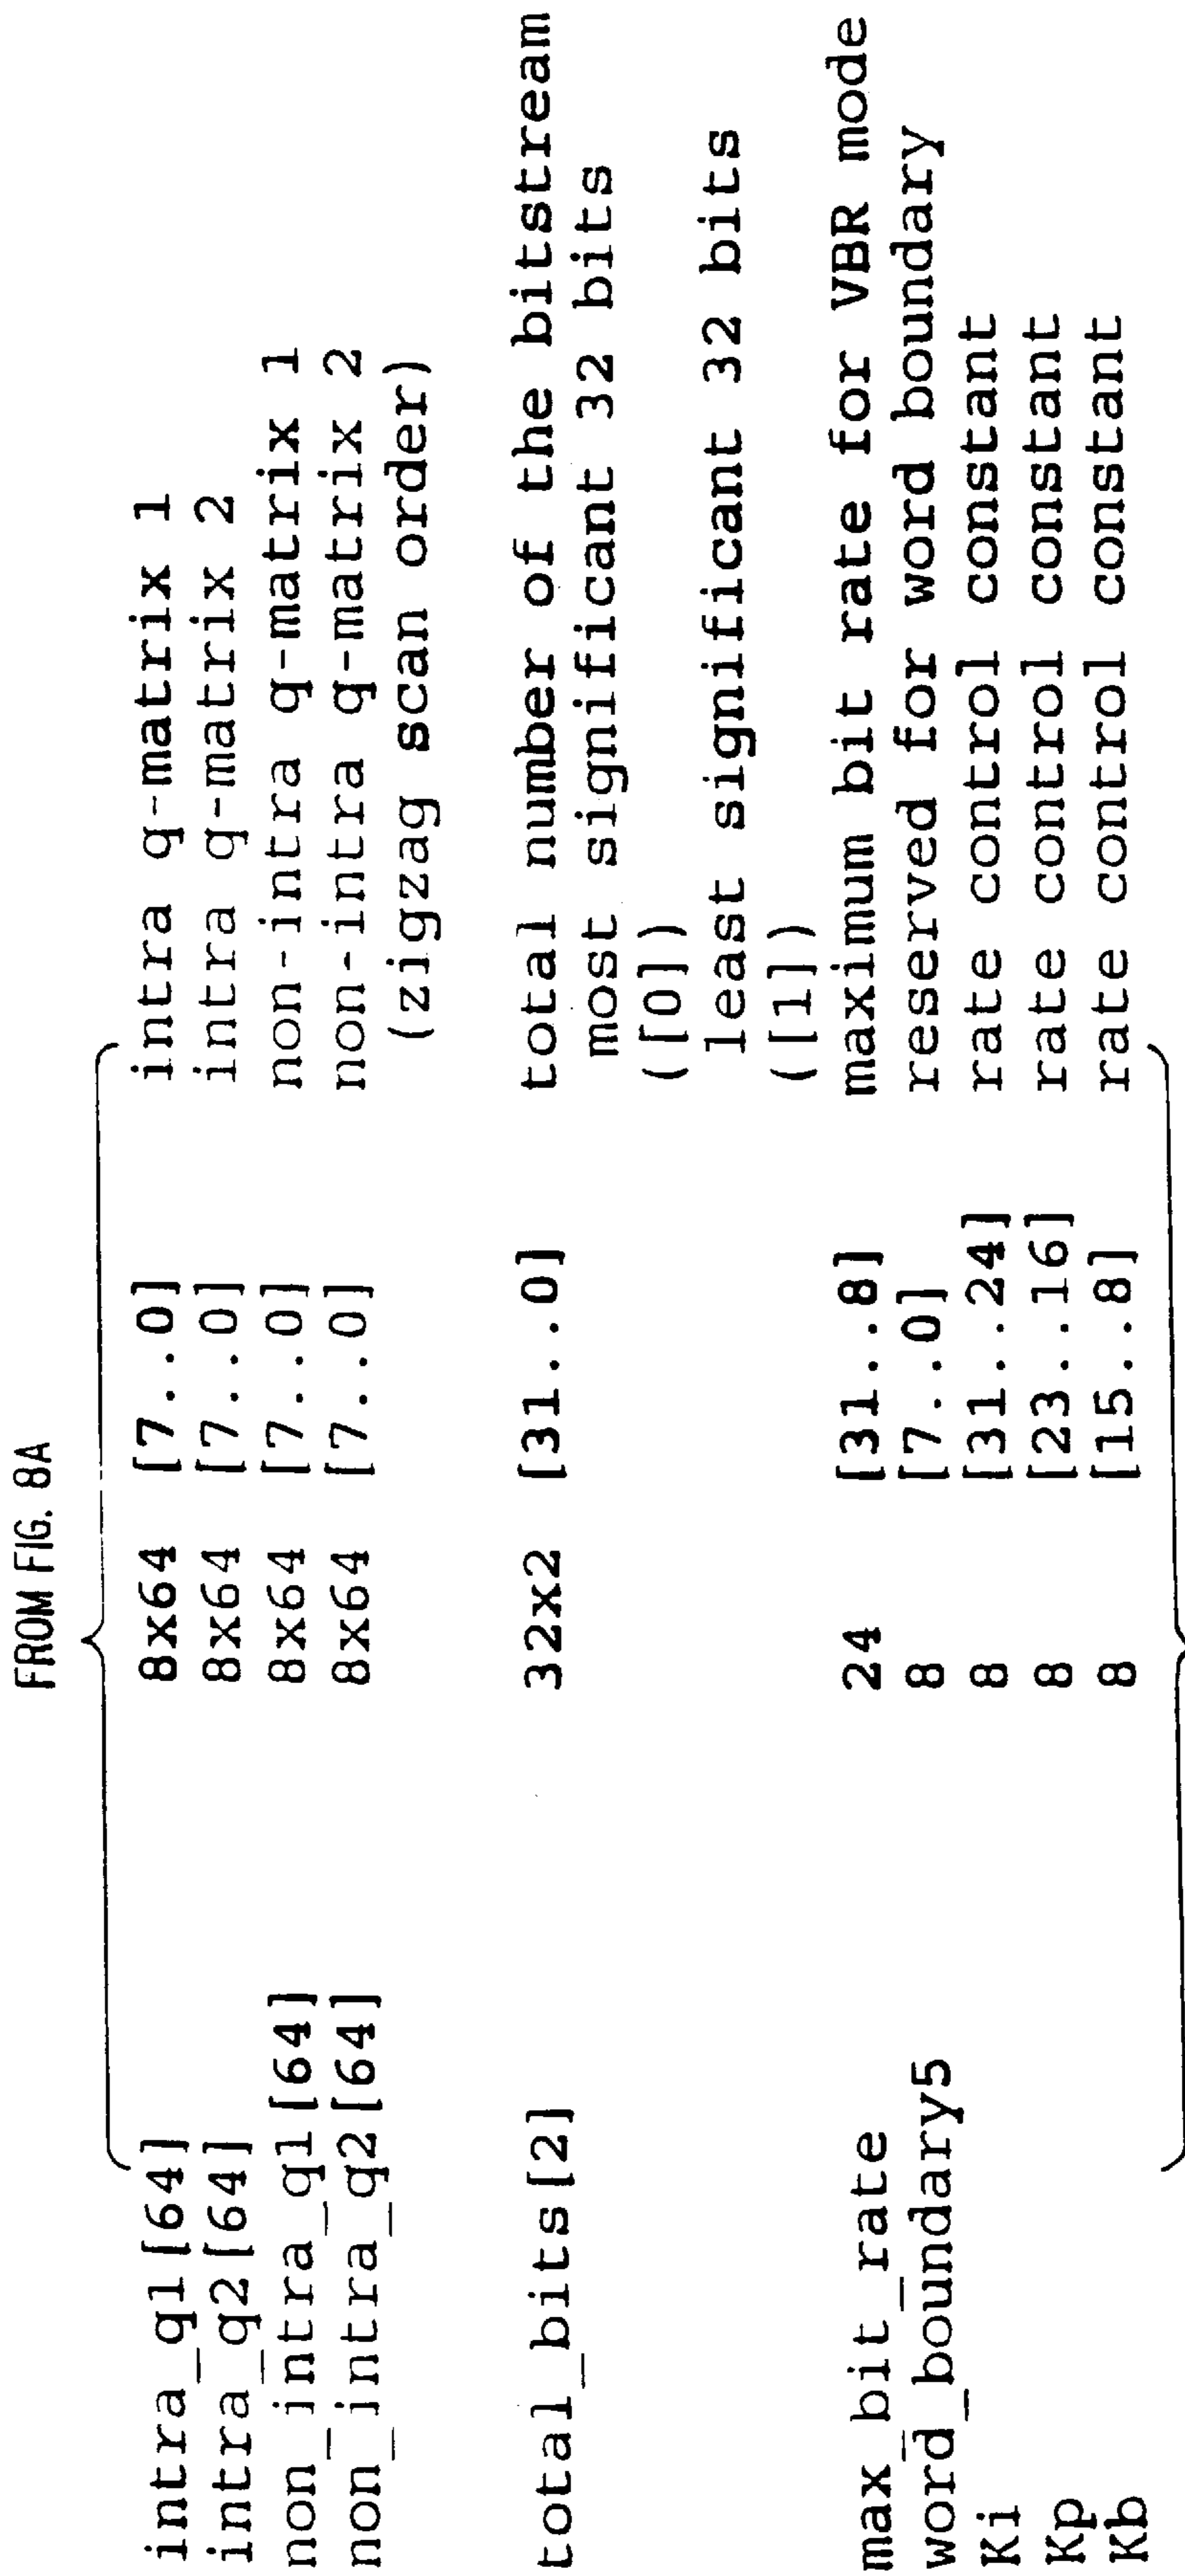 FROM FIG. 8A
intra_q1[64] 8x64 [7..0] intra q-matrix 1
intra_q2[64] 8x64 [7..0] intra q-matrix 2
non_intra_q1[64] 8x64 [7..0] non-intra q-matrix 1
non_intra_q2[64] 8x64 [7..0] non-intra q-matrix 2
(zigzag scan order)
total_bits[2] 32x2 [31..0] total number of the bitstream
most significant 32 bits
([0])
least significant 32 bits
([1])
max_bit_rate 24 [31..8] maximum bit rate for VBR mode
word_boundary5 8 [7..0] reserved for word boundary
Ki 8 [31..24] rate control constant
Kp 8 [23..16] rate control constant
Kb 8 [15..8] rate control constant